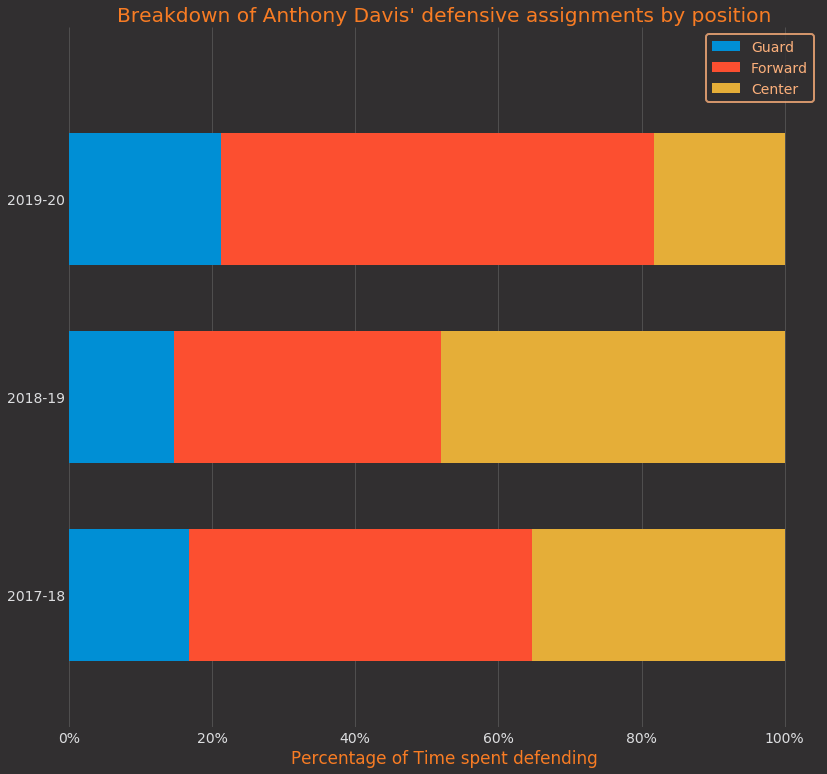 Breakdown of Anthony Davis' defensive assignments by position
Guard
Forward
Center
2019-20
2018-19
2017-18
0% 20% 40% 60% 80% 100%
Percentage of Time spent defending